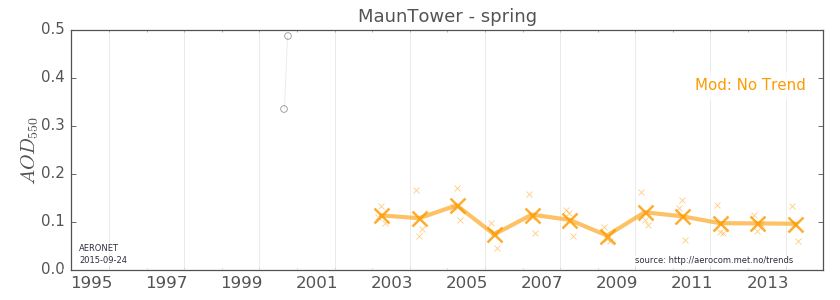 MaunTower - spring
0.5
0.4
0.3
0.2
0.1
0.0
AOD550
Mod: No Trend
AERONET
2015-09-24
source: http://aerocom.met.no/trends
1995 1997 1999 2001 2003 2005 2007 2009 2011 2013